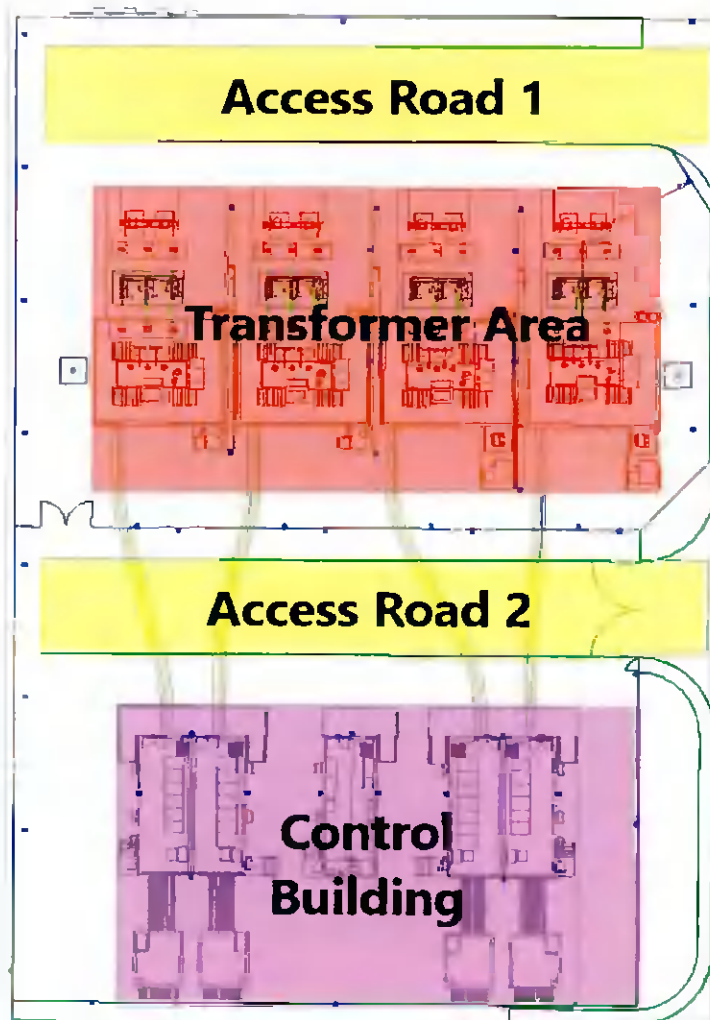 Access Road 1
Transformer Area
Access Road 2
Control
Building